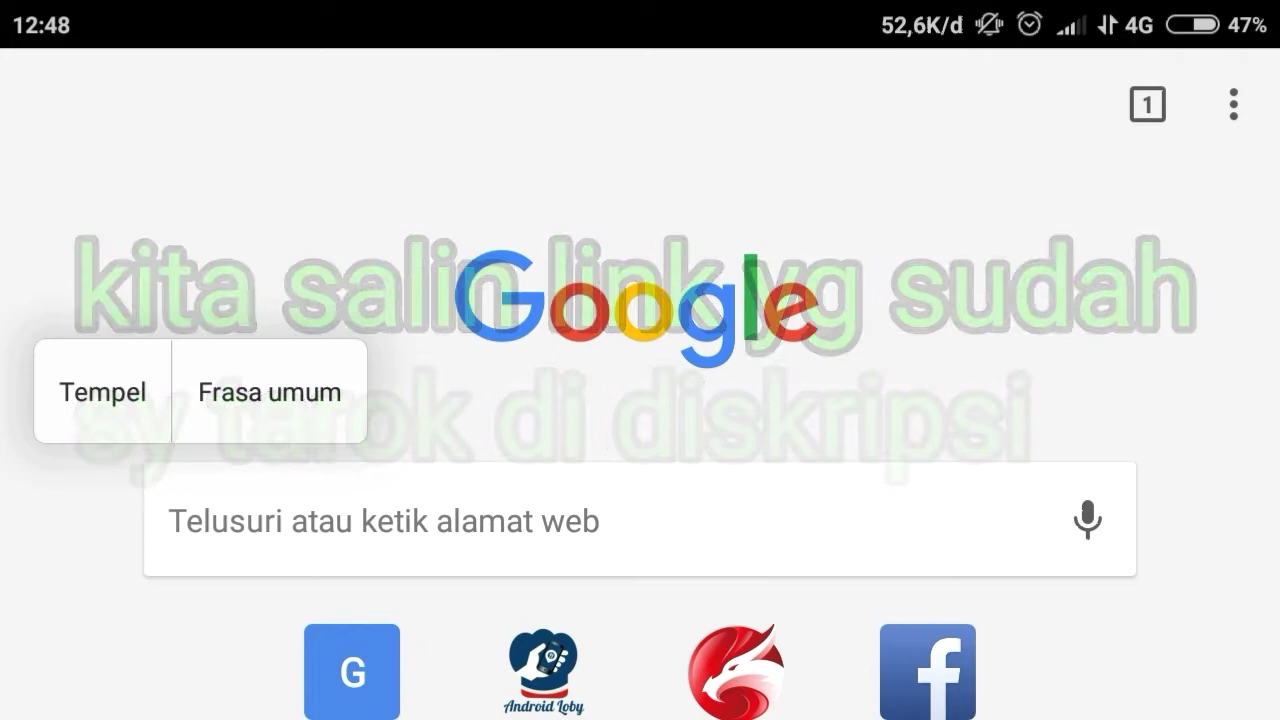 12:48
52,6K/d 4G 47%
1
kita salin link yg sudah
Google
Tempel Frasa umum
sy tarok di diskripsi
Telusuri atau ketik alamat web
G
Android Loby
f